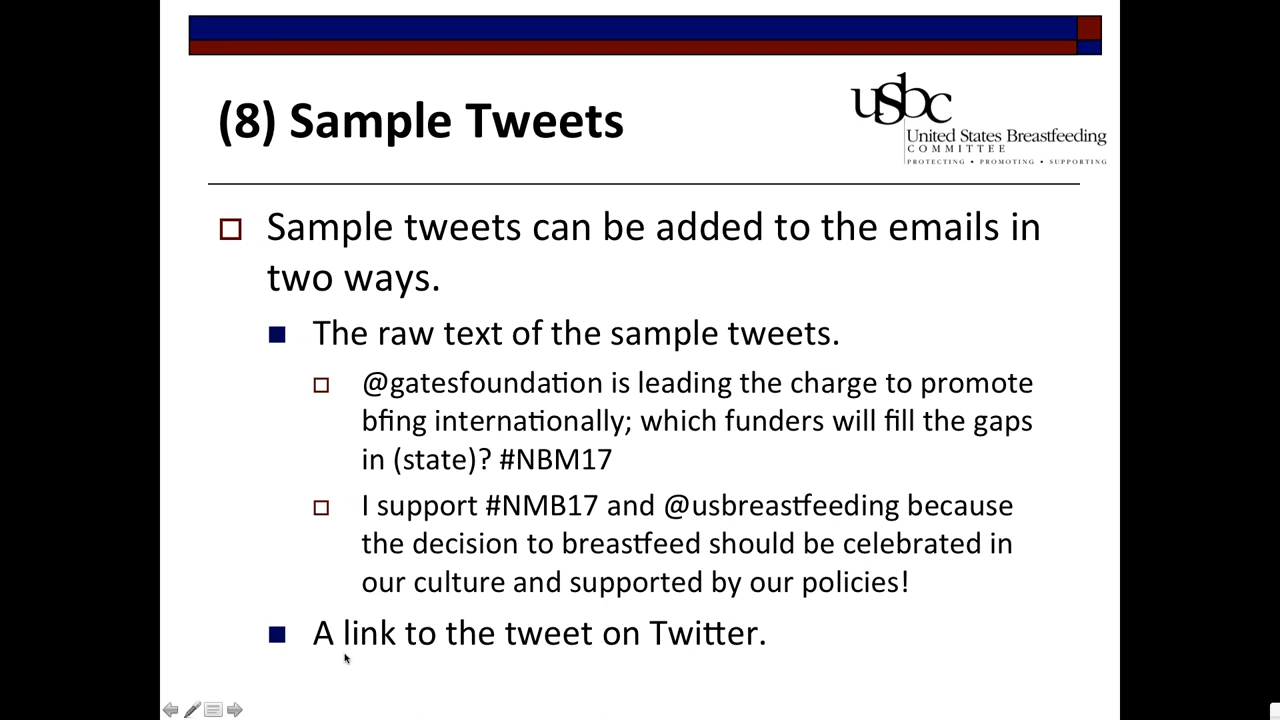 (8) Sample Tweets
usbc
United States Breastfeeding
COMMITTEE
PROTECTING • PROMOTING • SUPPORTING
Sample tweets can be added to the emails in
two ways.
The raw text of the sample tweets.
@gatesfoundation is leading the charge to promote
bfing internationally; which funders will fill the gaps
in (state)? #NBM17
I support #NMB17 and @usbreastfeeding because
the decision to breastfeed should be celebrated in
our culture and supported by our policies!
A link to the tweet on Twitter.